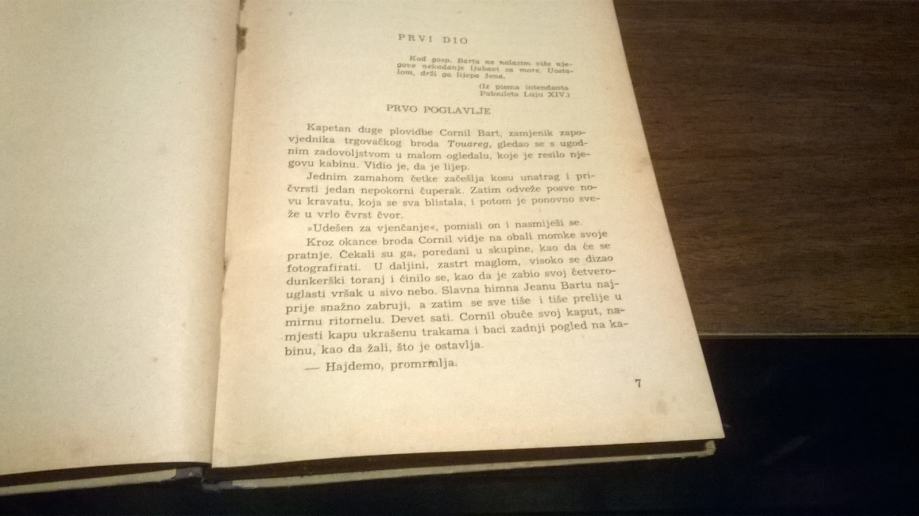 PRVI DIO
Kod gosp. Barta ne nalazim više nje-
gove nekadanje ljubavi za more. Uosta-
lom, drži ga lijepa žena.
(Iz pisma intendanta
Patouleta Luju XIV.)
PRVO POGLAVLJE
Kapetan duge plovidbe Cornil Bart, zamjenik zapo-
vjednika trgovačkog broda Touareg, gledao se s ugod-
nim zadovoljstvom u malom ogledalu, koje je resilo nje-
govu kabinu. Vidio je, da je lijep.
Jednim zamahom četke začešlja kosu unatrag i pri-
čvrsti jedan nepokorni čuperak. Zatim odveže posve no-
vu kravatu, koja se sva blistala, i potom je ponovno sve-
že u vrlo čvrst čvor.
»Udešen za vjenčanje«, pomisli on i nasmiješi se.
Kroz okance broda Cornil vidje na obali momke svoje
pratnje. Čekali su ga, poredani u skupine, kao da će se
fotografirati. U daljini, zastrt maglom, visoko se dizao
dunkerški toranj i činilo se, kao da je zabio svoj četvero-
uglasti vršak u sivo nebo. Slavna himna Jeanu Bartu naj-
prije snažno zabruji, a zatim se sve tiše i tiše prelije u
mirnu ritornelu. Devet sati. Cornil obuče svoj kaput, na-
mjesti kapu ukrašenu trakama i baci zadnji pogled na ka-
binu, kao da žali, što je ostavlja.
— Hajdemo, promrmlja.
7